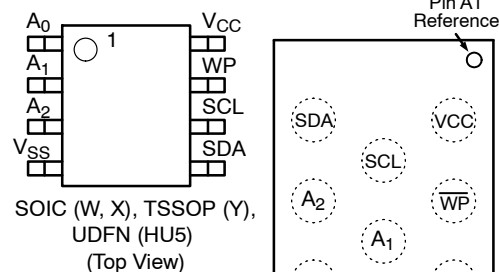 Pin A1
Reference
A0 1 VCC
A1 WP
A2 SCL
VSS SDA
SOIC (W, X), TSSOP (Y),
UDFN (HU5)
(Top View)
SDA VCC
SCL
A2 WP
A1